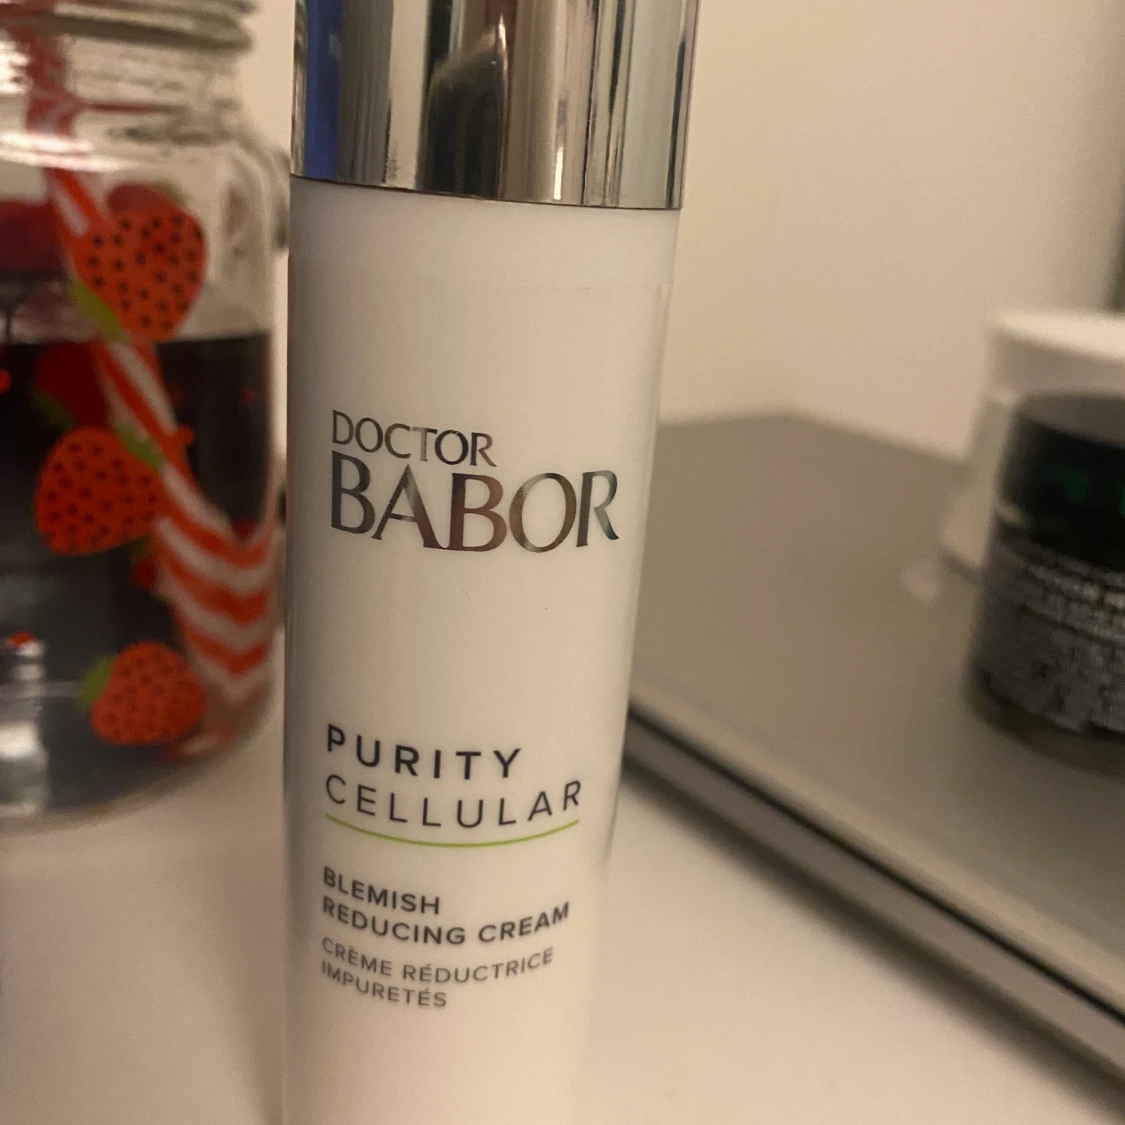 DOCTOR
BABOR
PURITY
CELLULAR
BLEMISH
REDUCING CREAM
CRÈME RÉDUCTRICE
IMPURETÉS